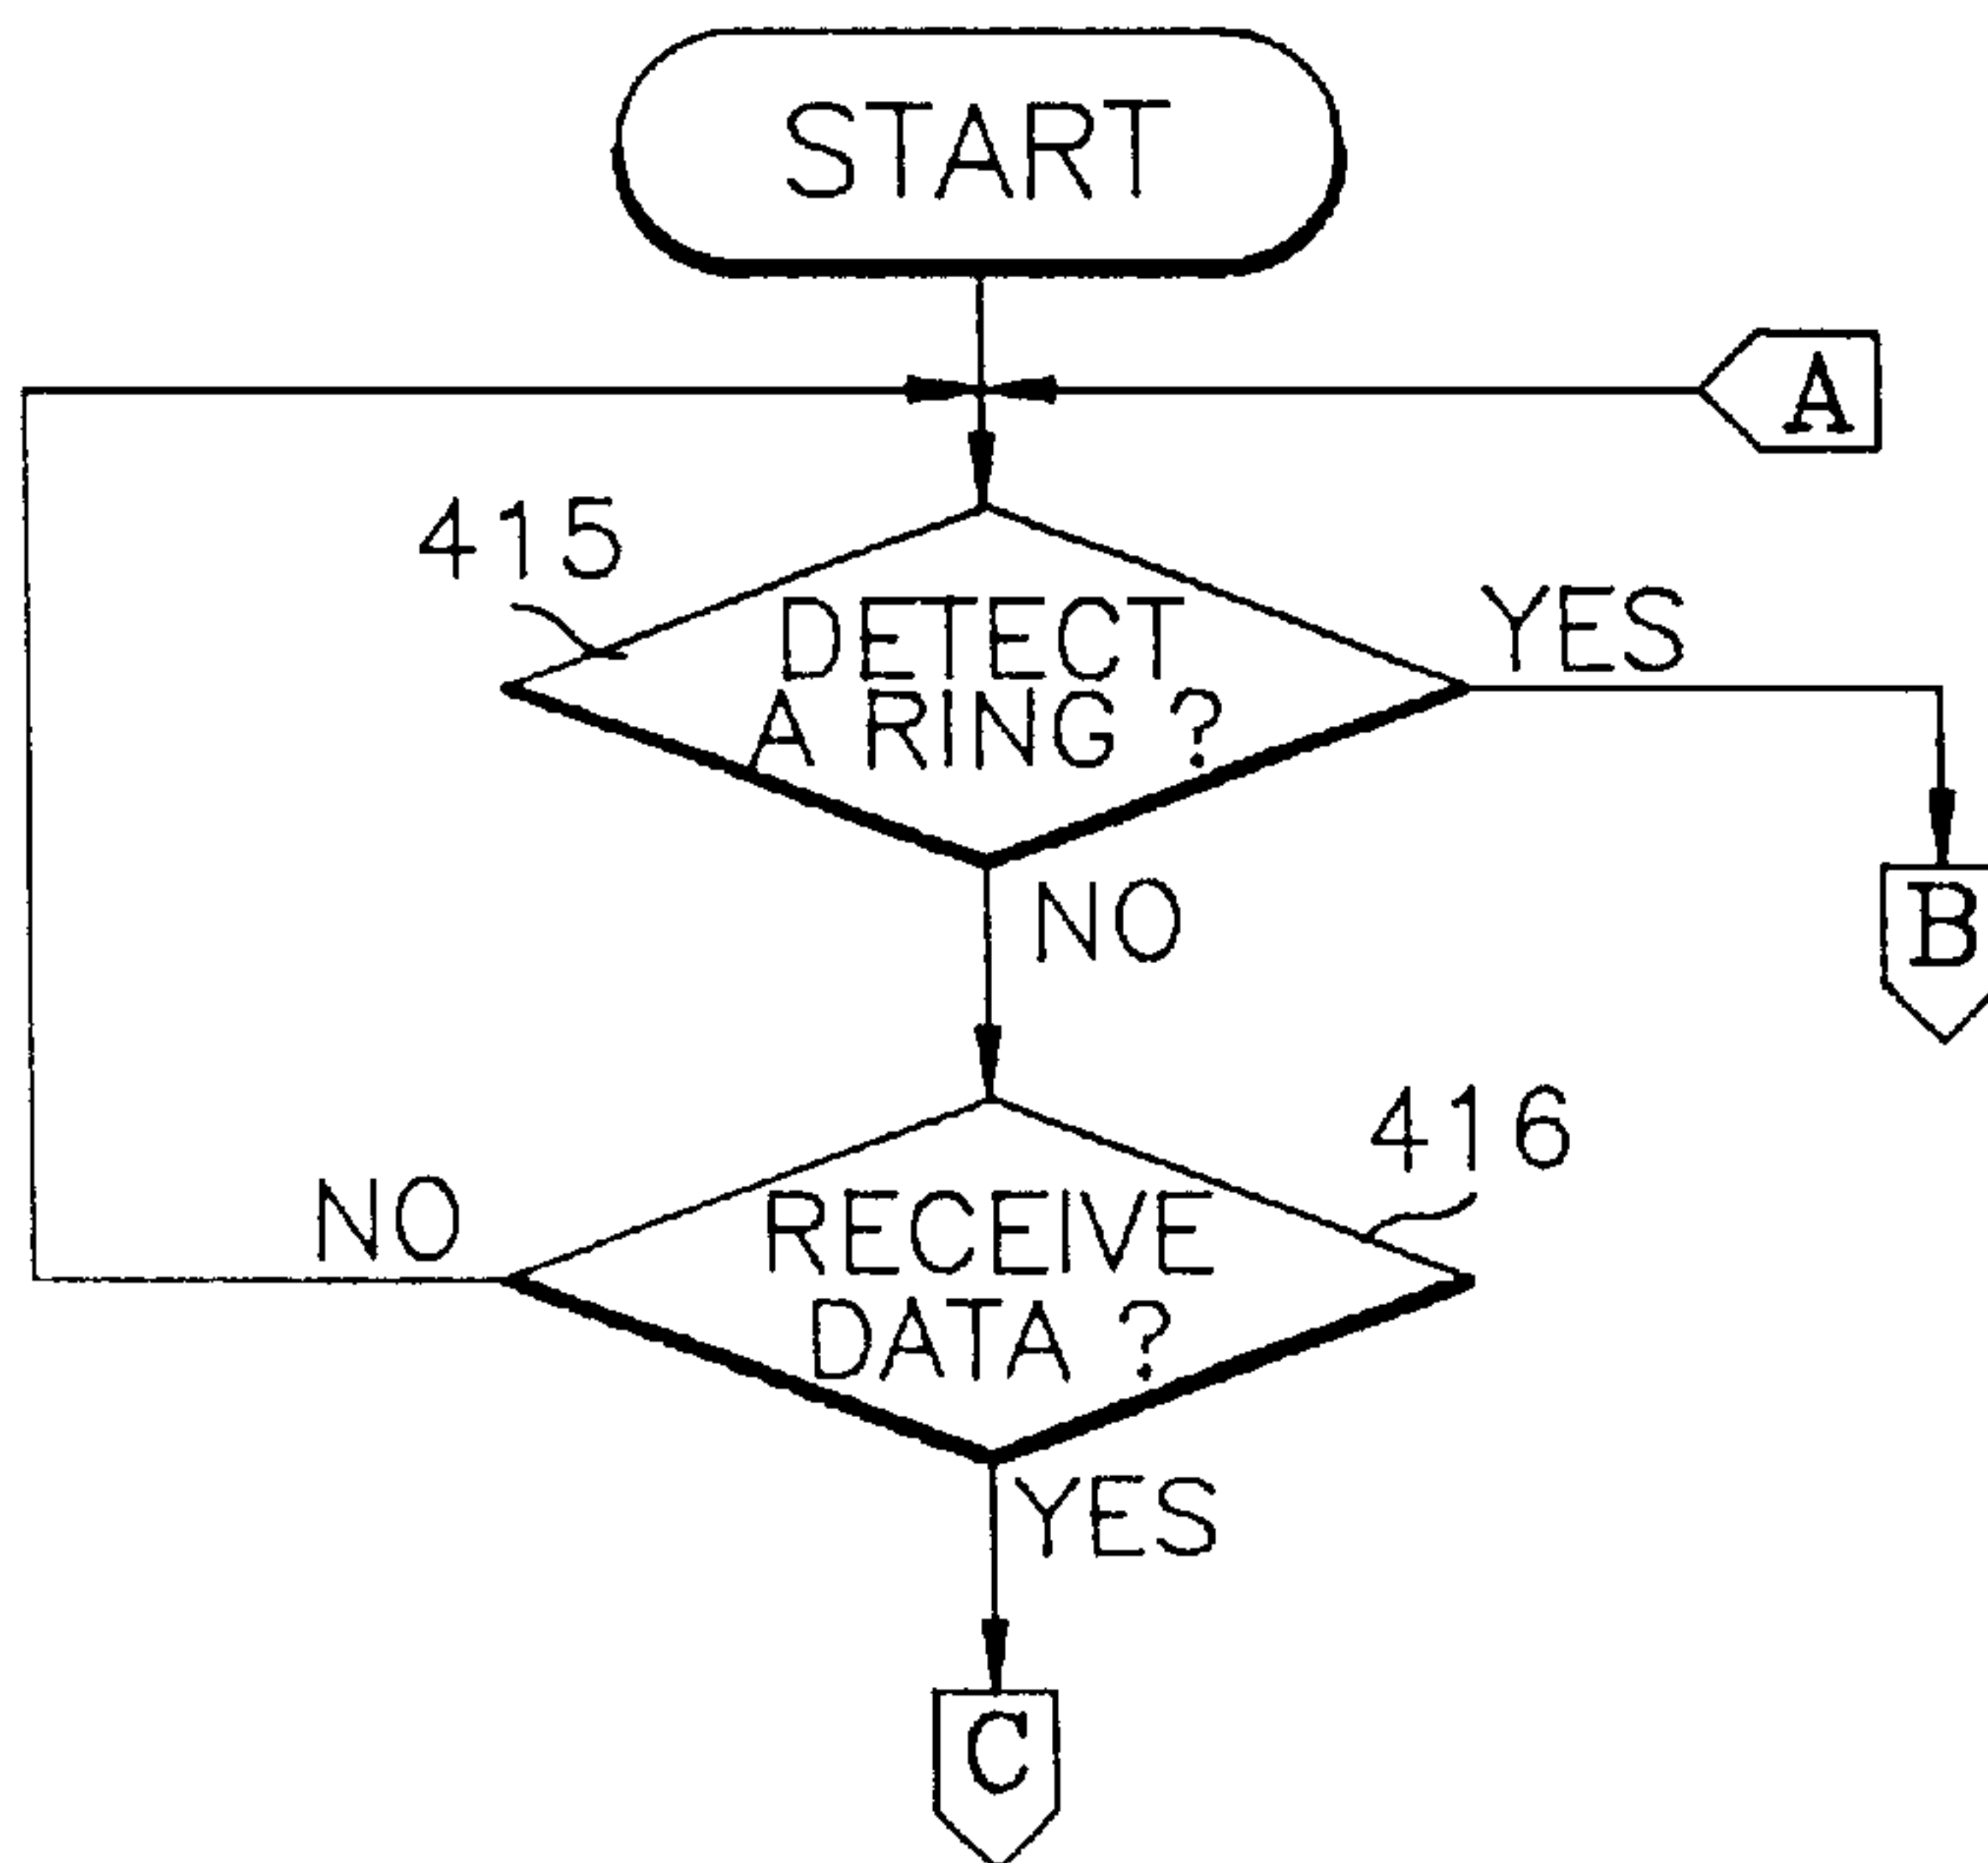 START
A
415
DETECT
A RING ?
YES
B
NO
416
NO
RECEIVE
DATA ?
YES
C